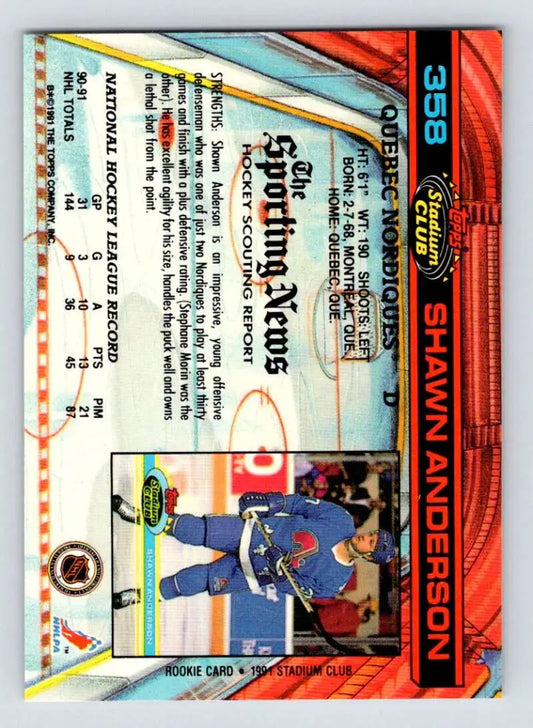 358
Topps
Stadium
CLUB
SHAWN ANDERSON
QUEBEC NORDIQUES™ D
HT: 6'1" WT: 190 SHOOTS: LEFT
BORN: 2-7-68, MONTREAL, QUE.
HOME: QUEBEC, QUE.
The
Sporting News
HOCKEY SCOUTING REPORT
STRENGTHS: Shawn Anderson is an impressive, young offensive
defenseman who was one of just two Nordiques to play at least thirty
games and finish with a plus defensive rating. (Stephane Morin was the
other). He has excellent agility for his size, handles the puck well and owns
a lethal shot from the point.
NATIONAL HOCKEY LEAGUE RECORD
GP G A PTS PIM
90-91 31 3 10 13 21
NHL TOTALS 144 9 36 45 87
B*©1991 THE TOPPS COMPANY, INC.
Topps
Stadium
CLUB
SHAWN ANDERSON
ROOKIE CARD • 1991 STADIUM CLUB
NHL
NHLPA™